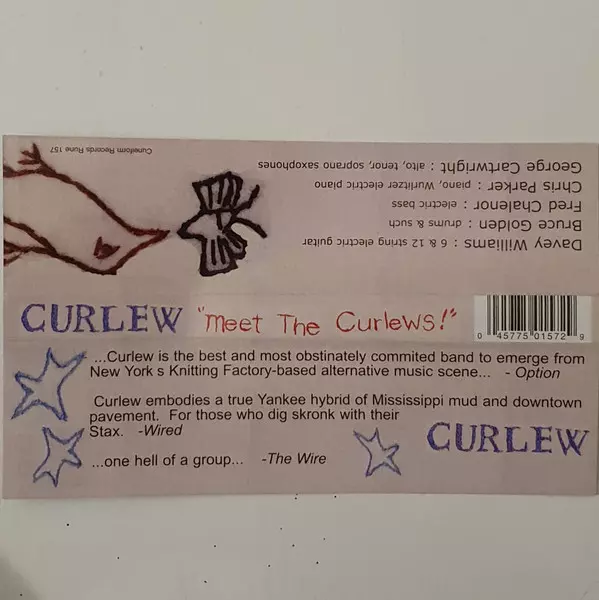 George Cartwright : alto, tenor, soprano saxophones
Chris Parker : piano, Wurlitzer electric piano
Fred Chalenor : electric bass
Bruce Golden : drums & such
Davey Williams : 6 & 12 string electric guitar
Cuneiform Records Rune 157
CURLEW "Meet The Curlews!"
0 45775 01572 9
...Curlew is the best and most obstinately commited band to emerge from
New York s Knitting Factory-based alternative music scene... - Option
Curlew embodies a true Yankee hybrid of Mississippi mud and downtown
pavement. For those who dig skronk with their
Stax. -Wired
CURLEW
...one hell of a group... -The Wire